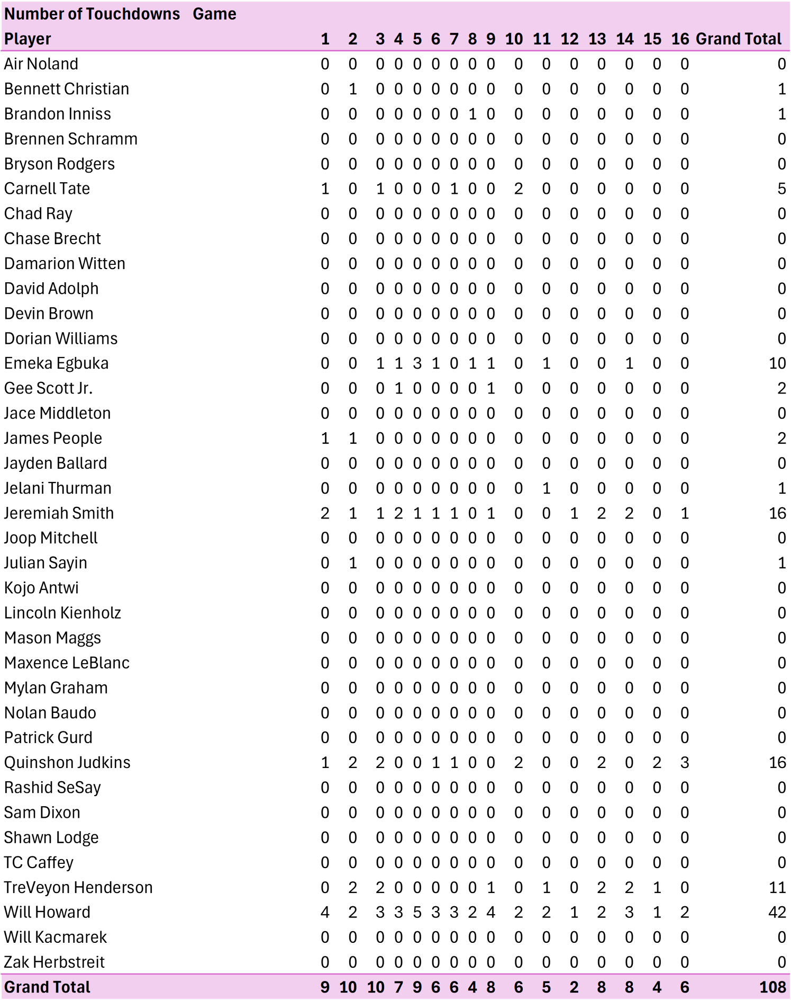 Number of Touchdowns Game
Player 1 2 3 4 5 6 7 8 9 10 11 12 13 14 15 16 Grand Total
Air Noland 0 0 0 0 0 0 0 0 0 0 0 0 0 0 0 0 0
Bennett Christian 0 1 0 0 0 0 0 0 0 0 0 0 0 0 0 0 1
Brandon Inniss 0 0 0 0 0 0 0 1 0 0 0 0 0 0 0 0 1
Brennen Schramm 0 0 0 0 0 0 0 0 0 0 0 0 0 0 0 0 0
Bryson Rodgers 0 0 0 0 0 0 0 0 0 0 0 0 0 0 0 0 0
Carnell Tate 1 0 1 0 0 0 1 0 0 2 0 0 0 0 0 0 5
Chad Ray 0 0 0 0 0 0 0 0 0 0 0 0 0 0 0 0 0
Chase Brecht 0 0 0 0 0 0 0 0 0 0 0 0 0 0 0 0 0
Damarion Witten 0 0 0 0 0 0 0 0 0 0 0 0 0 0 0 0 0
David Adolph 0 0 0 0 0 0 0 0 0 0 0 0 0 0 0 0 0
Devin Brown 0 0 0 0 0 0 0 0 0 0 0 0 0 0 0 0 0
Dorian Williams 0 0 0 0 0 0 0 0 0 0 0 0 0 0 0 0 0
Emeka Egbuka 0 0 1 1 3 1 0 1 1 0 1 0 0 1 0 0 10
Gee Scott Jr. 0 0 0 1 0 0 0 0 1 0 0 0 0 0 0 0 2
Jace Middleton 0 0 0 0 0 0 0 0 0 0 0 0 0 0 0 0 0
James People 1 1 0 0 0 0 0 0 0 0 0 0 0 0 0 0 2
Jayden Ballard 0 0 0 0 0 0 0 0 0 0 0 0 0 0 0 0 0
Jelani Thurman 0 0 0 0 0 0 0 0 0 0 1 0 0 0 0 0 1
Jeremiah Smith 2 1 1 2 1 1 1 0 1 0 0 1 2 2 0 1 16
Joop Mitchell 0 0 0 0 0 0 0 0 0 0 0 0 0 0 0 0 0
Julian Sayin 0 1 0 0 0 0 0 0 0 0 0 0 0 0 0 0 1
Kojo Antwi 0 0 0 0 0 0 0 0 0 0 0 0 0 0 0 0 0
Lincoln Kienholz 0 0 0 0 0 0 0 0 0 0 0 0 0 0 0 0 0
Mason Maggs 0 0 0 0 0 0 0 0 0 0 0 0 0 0 0 0 0
Maxence LeBlanc 0 0 0 0 0 0 0 0 0 0 0 0 0 0 0 0 0
Mylan Graham 0 0 0 0 0 0 0 0 0 0 0 0 0 0 0 0 0
Nolan Baudo 0 0 0 0 0 0 0 0 0 0 0 0 0 0 0 0 0
Patrick Gurd 0 0 0 0 0 0 0 0 0 0 0 0 0 0 0 0 0
Quinshon Judkins 1 2 2 0 0 1 1 0 0 2 0 0 2 0 2 3 16
Rashid SeSay 0 0 0 0 0 0 0 0 0 0 0 0 0 0 0 0 0
Sam Dixon 0 0 0 0 0 0 0 0 0 0 0 0 0 0 0 0 0
Shawn Lodge 0 0 0 0 0 0 0 0 0 0 0 0 0 0 0 0 0
TC Caffey 0 0 0 0 0 0 0 0 0 0 0 0 0 0 0 0 0
TreVeyon Henderson 0 2 2 0 0 0 0 0 1 0 1 0 2 2 1 0 11
Will Howard 4 2 3 3 5 3 3 2 4 2 2 1 2 3 1 2 42
Will Kacmarek 0 0 0 0 0 0 0 0 0 0 0 0 0 0 0 0 0
Zak Herbstreit 0 0 0 0 0 0 0 0 0 0 0 0 0 0 0 0 0
Grand Total 9 10 10 7 9 6 6 4 8 6 5 2 8 8 4 6 108